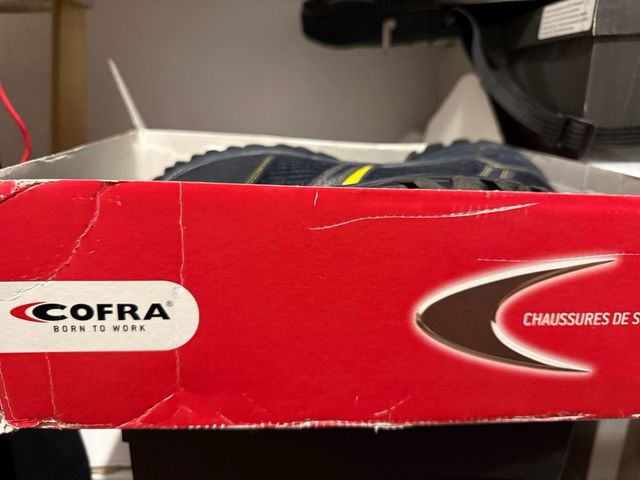 COFRA®
BORN TO WORK
CHAUSSURES DE S